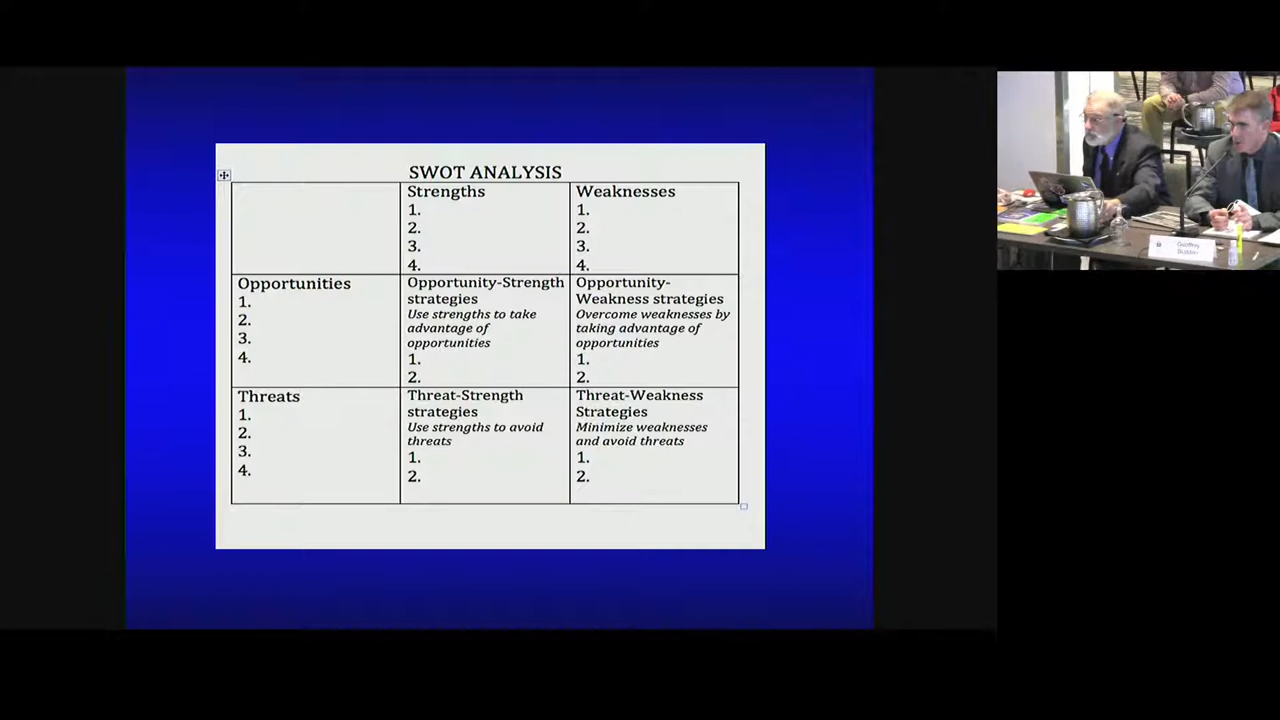 SWOT ANALYSIS
Strengths
1.
2.
3.
4.
Weaknesses
1.
2.
3.
4.
Opportunities
1.
2.
3.
4.
Opportunity-Strength
strategies
Use strengths to take
advantage of
opportunities
1.
2.
Opportunity-
Weakness strategies
Overcome weaknesses by
taking advantage of
opportunities
1.
2.
Threats
1.
2.
3.
4.
Threat-Strength
strategies
Use strengths to avoid
threats
1.
2.
Threat-Weakness
Strategies
Minimize weaknesses
and avoid threats
1.
2.
Geoffrey